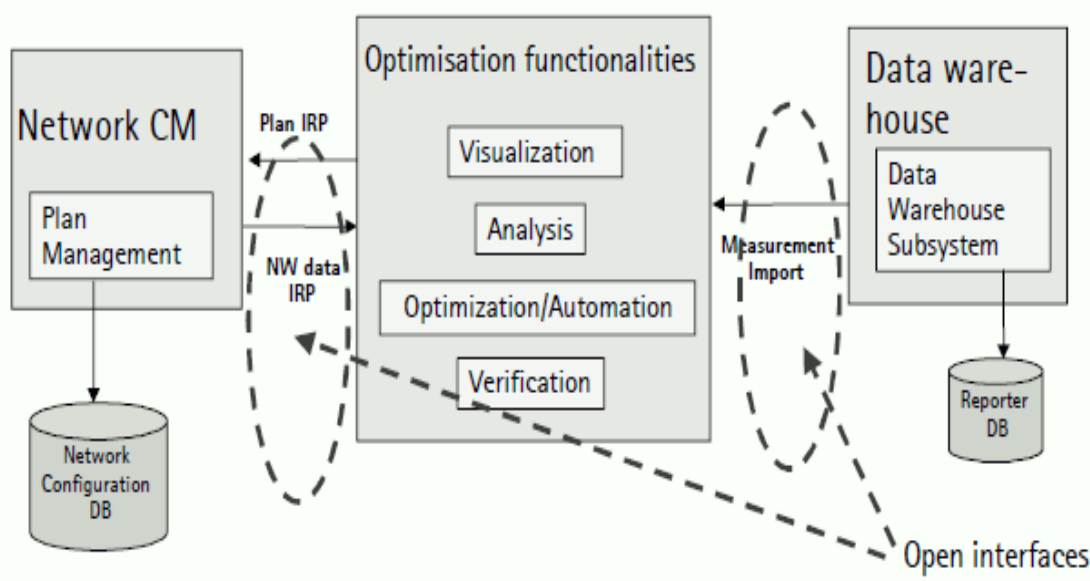 Network CM
Plan
Management
Network
Configuration
DB
Plan IRP
NW data
IRP
Optimisation functionalities
Visualization
Analysis
Optimization/Automation
Verification
Measurement
Import
Data ware-
house
Data
Warehouse
Subsystem
Reporter
DB
Open interfaces